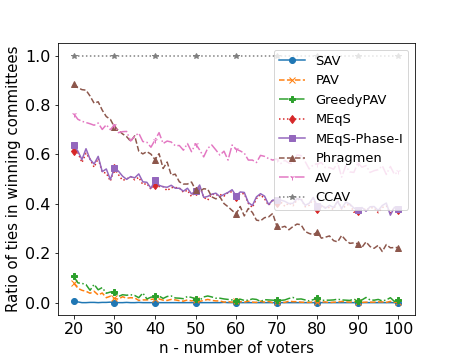 Ratio of ties in winning committees
1.0
0.8
0.6
0.4
0.2
0.0
SAV
PAV
GreedyPAV
MEqS
MEqS-Phase-I
Phragmen
AV
CCAV
20 30 40 50 60 70 80 90 100
n - number of voters